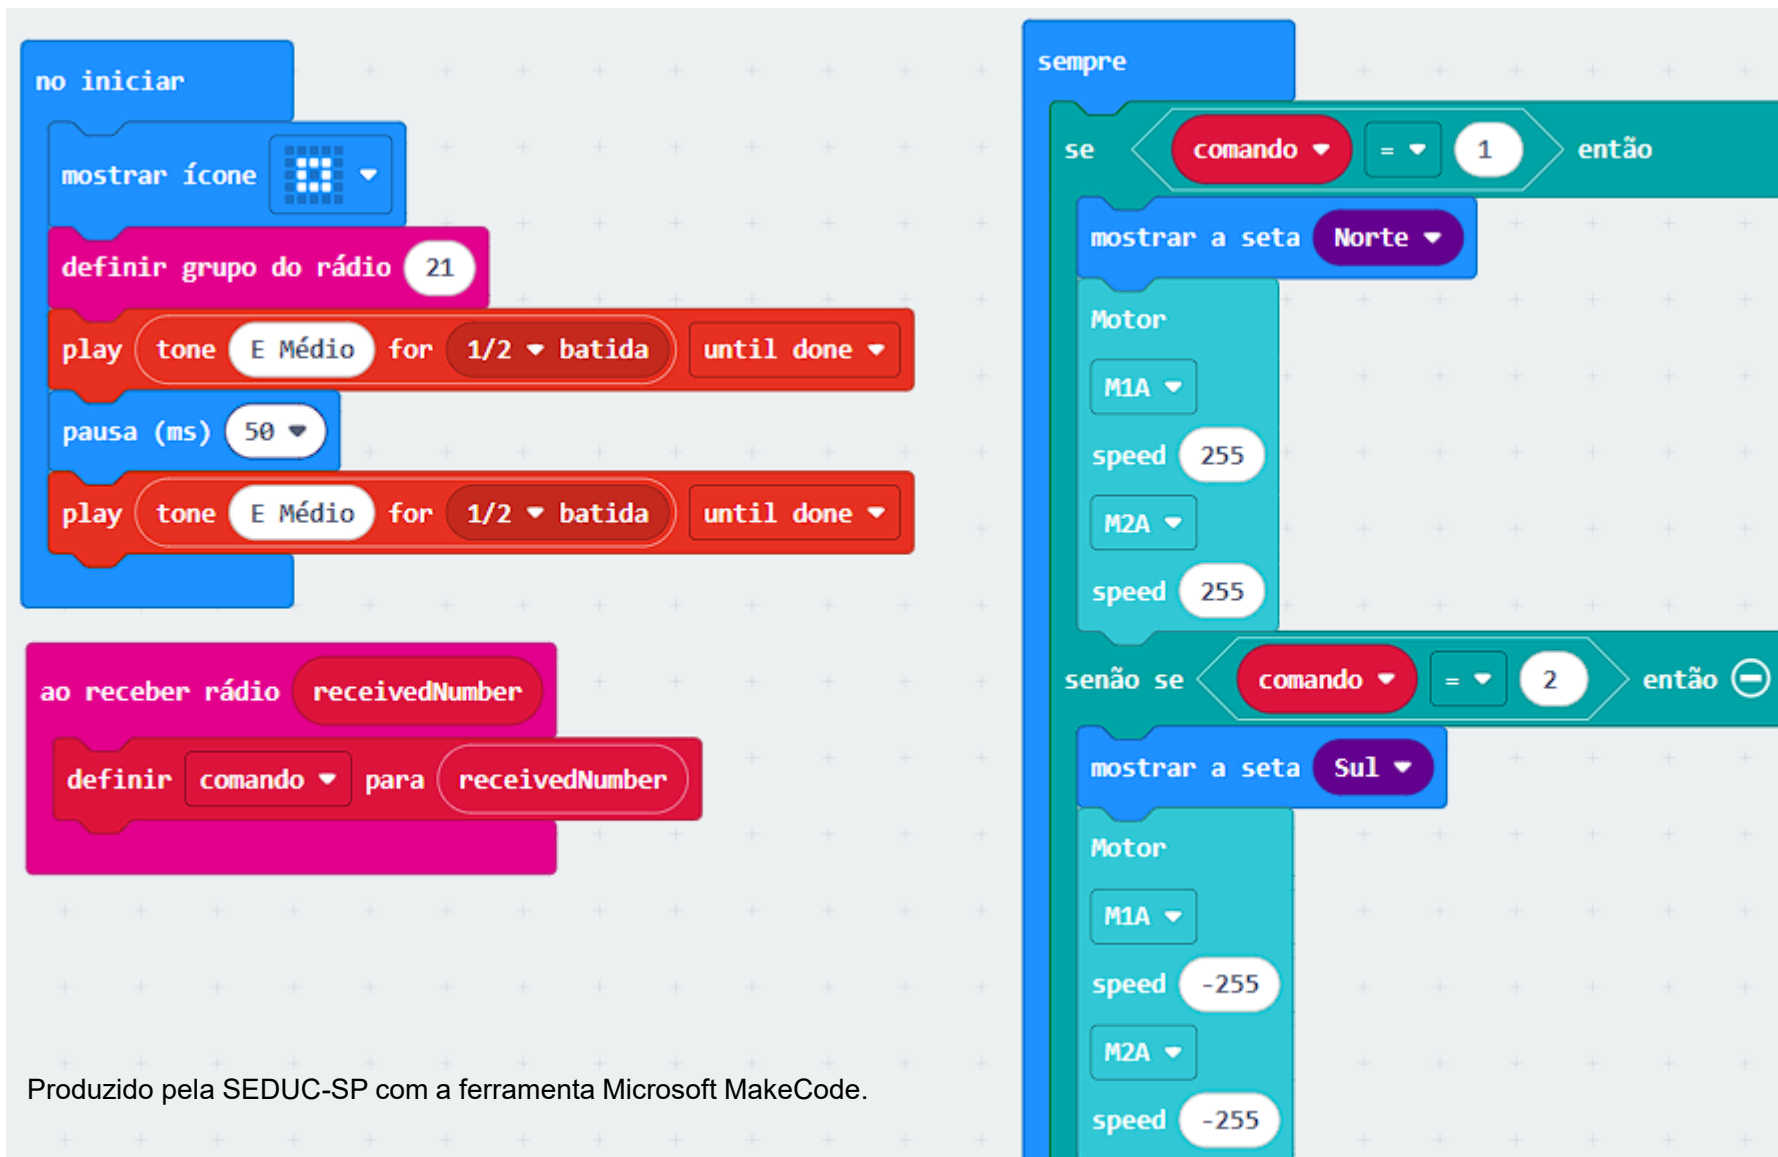 no iniciar
mostrar ícone
definir grupo do rádio 21
play tone E Médio for 1/2 batida until done
pausa (ms) 50
play tone E Médio for 1/2 batida until done
ao receber rádio receivedNumber
definir comando para receivedNumber
Produzido pela SEDUC-SP com a ferramenta Microsoft MakeCode.
sempre
se comando = 1 então
mostrar a seta Norte
Motor
M1A
speed 255
M2A
speed 255
senão se comando = 2 então
mostrar a seta Sul
Motor
M1A
speed -255
M2A
speed -255